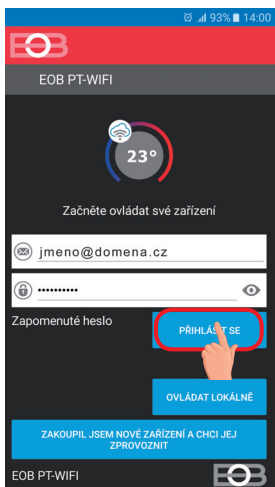 93% 14:00
EOB
EOB PT-WIFI
23°
Začněte ovládat své zařízení
jmeno@domena.cz
••••••••••
Zapomenuté heslo
PŘIHLÁSIT SE
OVLÁDAT LOKÁLNĚ
ZAKOUPIL JSEM NOVÉ ZAŘÍZENÍ A CHCI JEJ
ZPROVOZNIT
EOB PT-WIFI
EOB